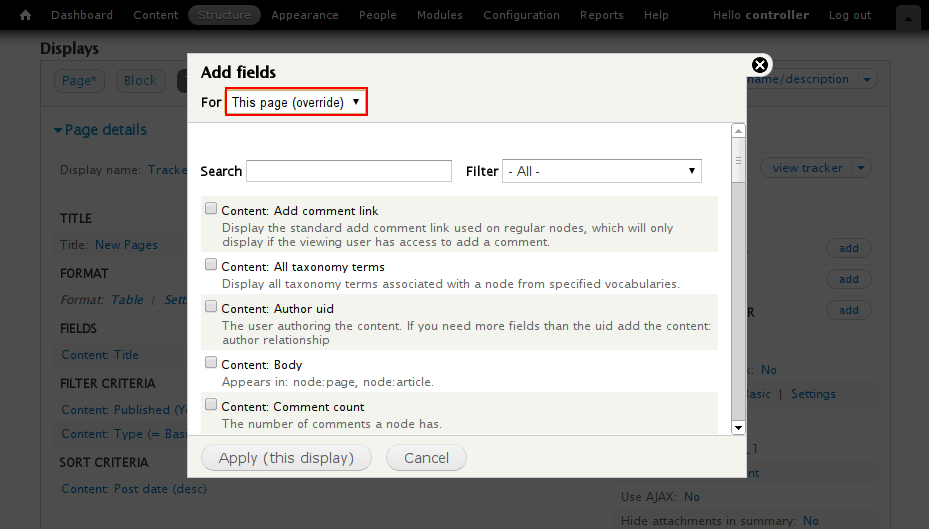 Dashboard Content Structure Appearance People Modules Configuration Reports Help Hello controller Log out
Displays
Page* Block
name/description
Page details
Display name: Tracke
view tracker
TITLE
Title: New Pages
FORMAT
Format: Table | Sett
FIELDS
Content: Title
FILTER CRITERIA
Content: Published (Y
Content: Type (= Basi
SORT CRITERIA
Content: Post date (desc)
Add fields
For This page (override)
Search Filter - All -
Content: Add comment link
Display the standard add comment link used on regular nodes, which will only
display if the viewing user has access to add a comment.
Content: All taxonomy terms
Display all taxonomy terms associated with a node from specified vocabularies.
Content: Author uid
The user authoring the content. If you need more fields than the uid add the content:
author relationship
Content: Body
Appears in: node:page, node:article.
Content: Comment count
The number of comments a node has.
Apply (this display) Cancel
add
add
R add
: No
asic | Settings
_1
nt
Use AJAX: No
Hide attachments in summary: No